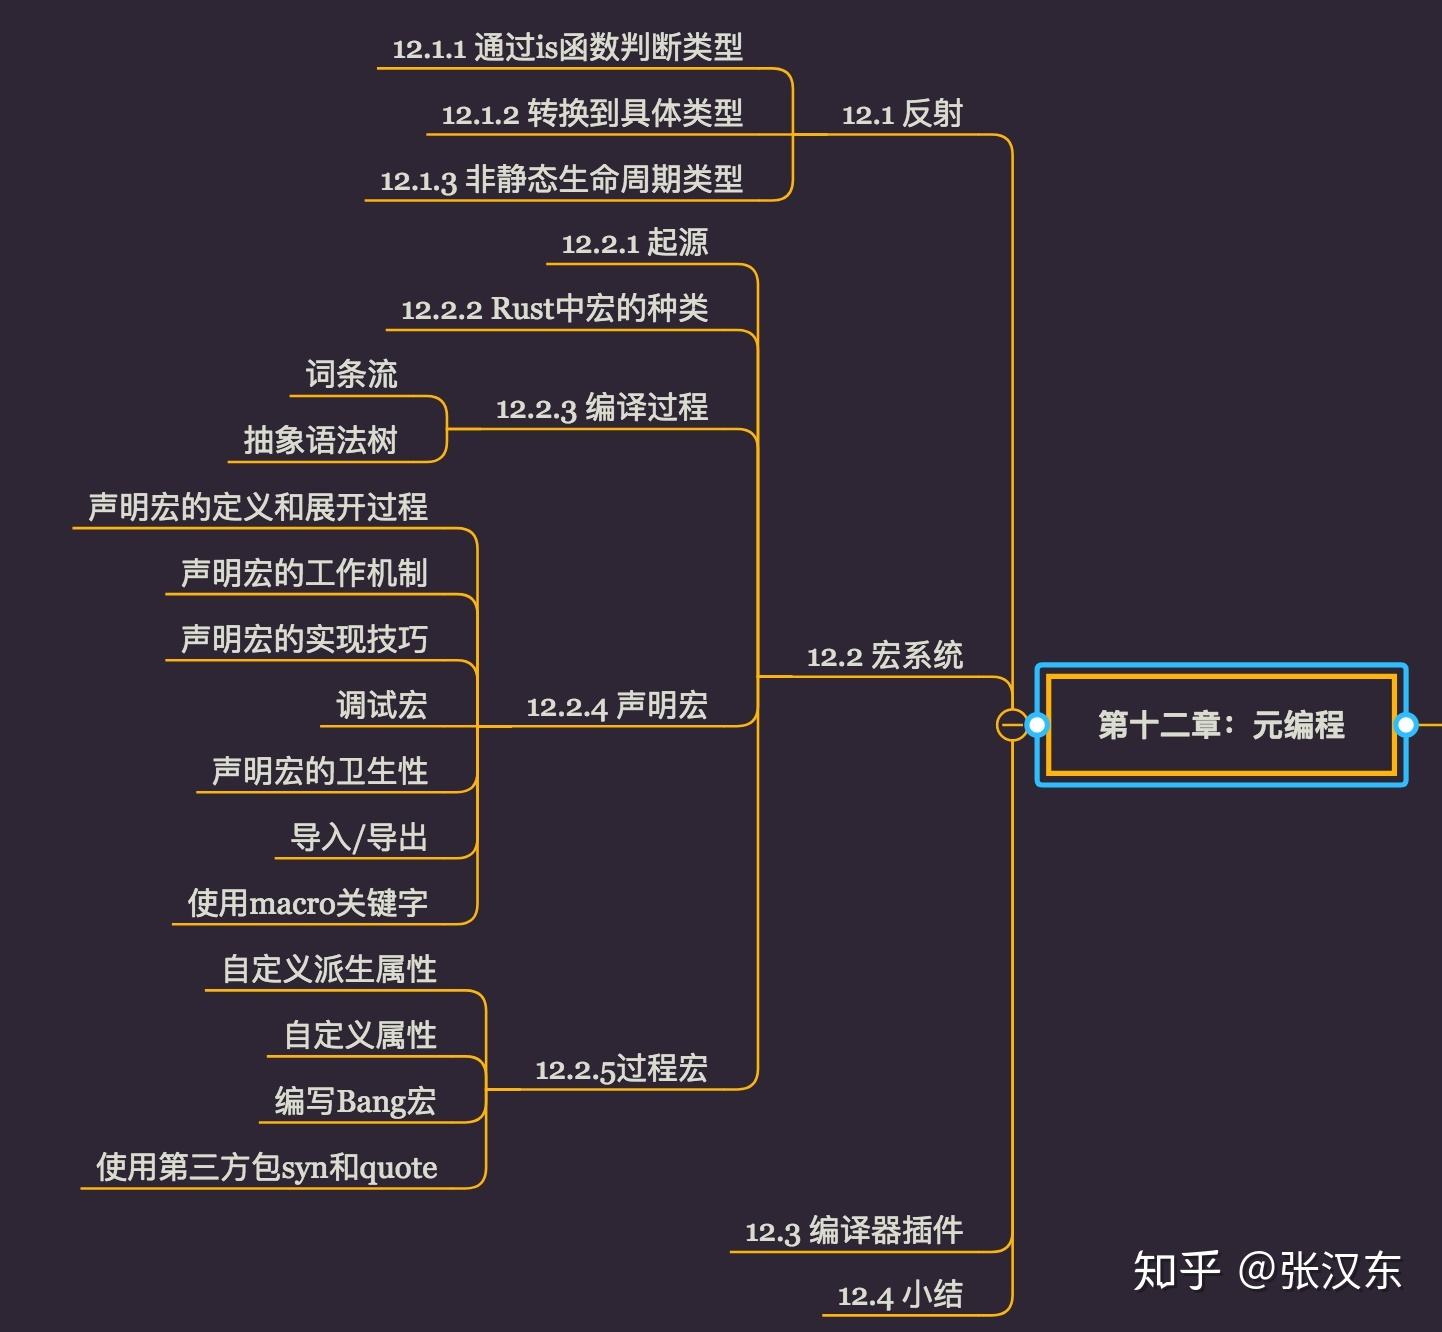 12.1.1 通过is函数判断类型
12.1.2 转换到具体类型
12.1 反射
12.1.3 非静态生命周期类型
12.2.1 起源
12.2.2 Rust中宏的种类
词条流
12.2.3 编译过程
抽象语法树
声明宏的定义和展开过程
声明宏的工作机制
声明宏的实现技巧
12.2 宏系统
调试宏
12.2.4 声明宏
第十二章：元编程
声明宏的卫生性
导入/导出
使用macro关键字
自定义派生属性
自定义属性
12.2.5过程宏
编写Bang宏
使用第三方包syn和quote
12.3 编译器插件
12.4 小结
知乎 @张汉东